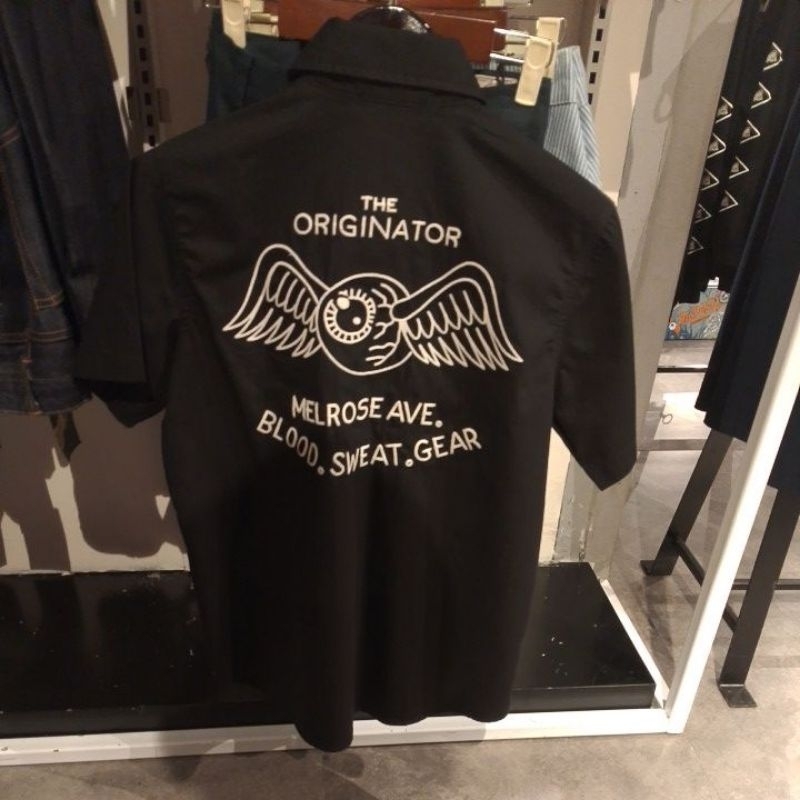 THE
ORIGINATOR
MELROSE AVE.
BLOOD. SWEAT. GEAR